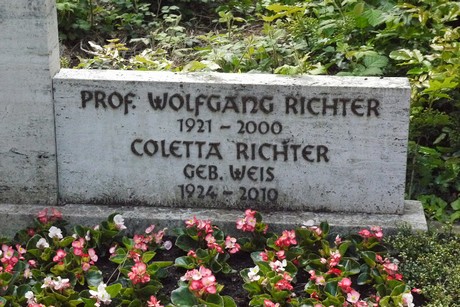 PROF. WOLFGANG RICHTER
1921 - 2000
COLETTA RICHTER
GEB. WEIS
1924 - 2010